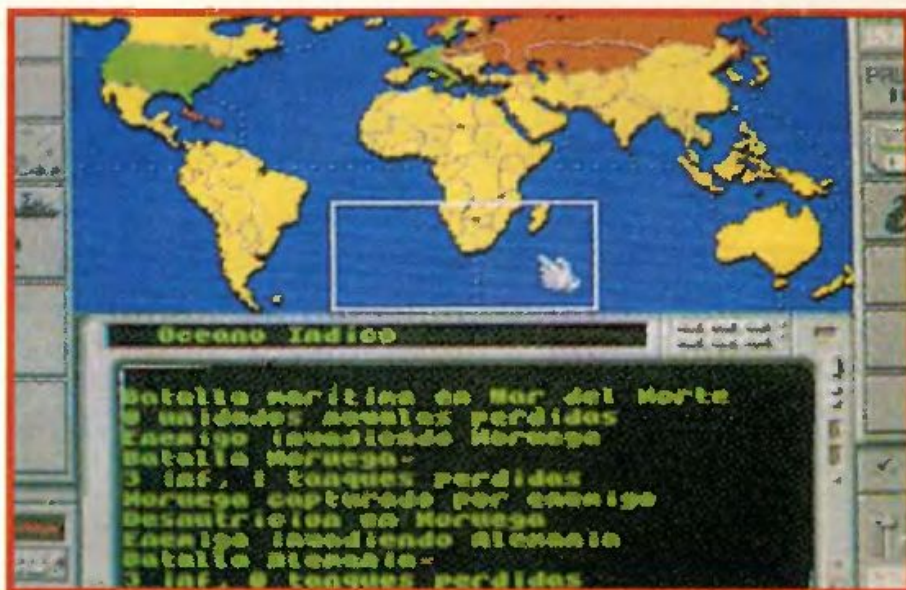 Oceano Indico
Batalla maritima en Mar del Norte
0 unidades navales perdidas
Enemigo invadiendo Noruega
Batalla Noruega-
3 inf, 1 tanques perdidos
Noruega capturado por enemigo
Desnutricion en Noruega
Enemigo invadiendo Alemania
Batalla Alemania-
3 inf, 0 tanques perdidos